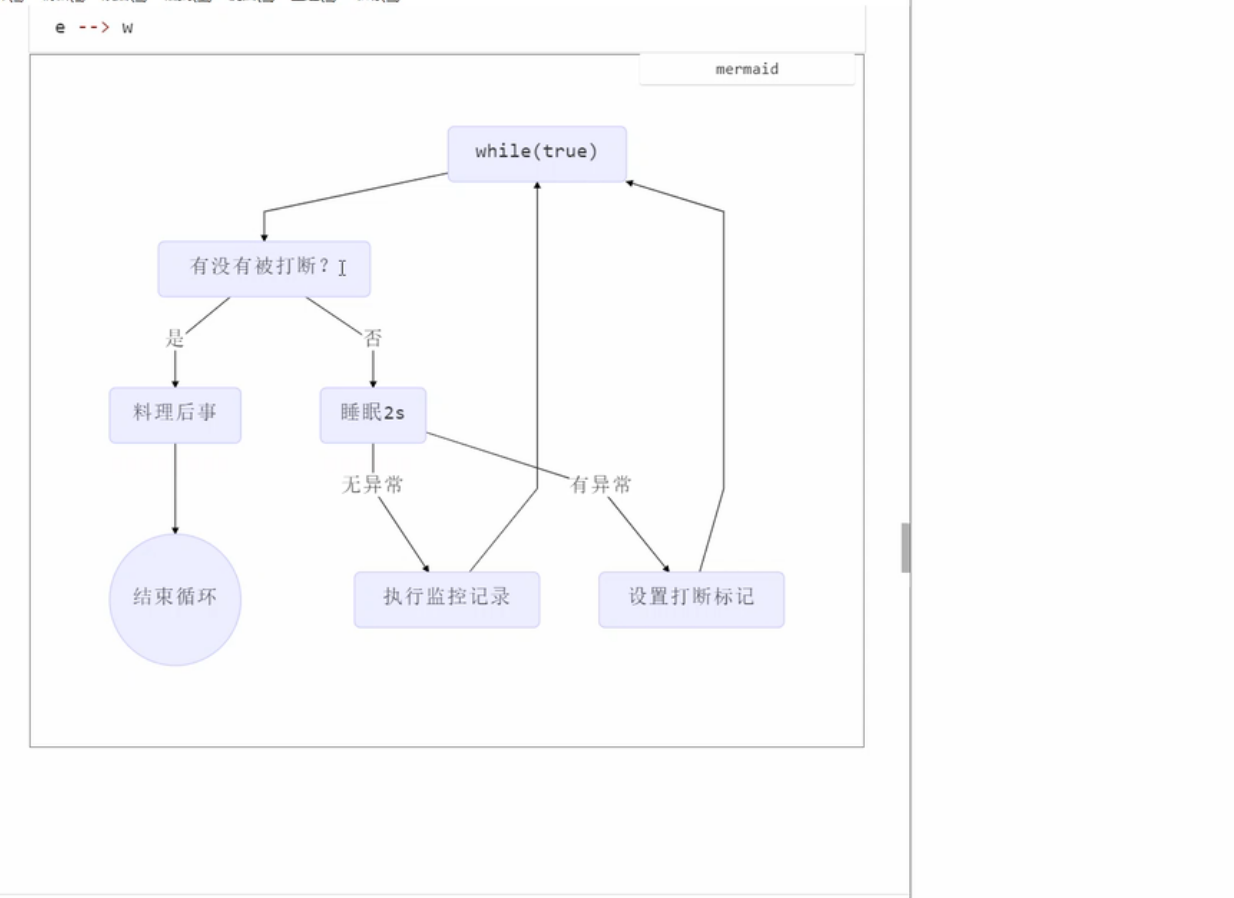 e --> w
mermaid
while(true)
有没有被打断？
是
否
料理后事
睡眠2s
无异常
有异常
结束循环
执行监控记录
设置打断标记